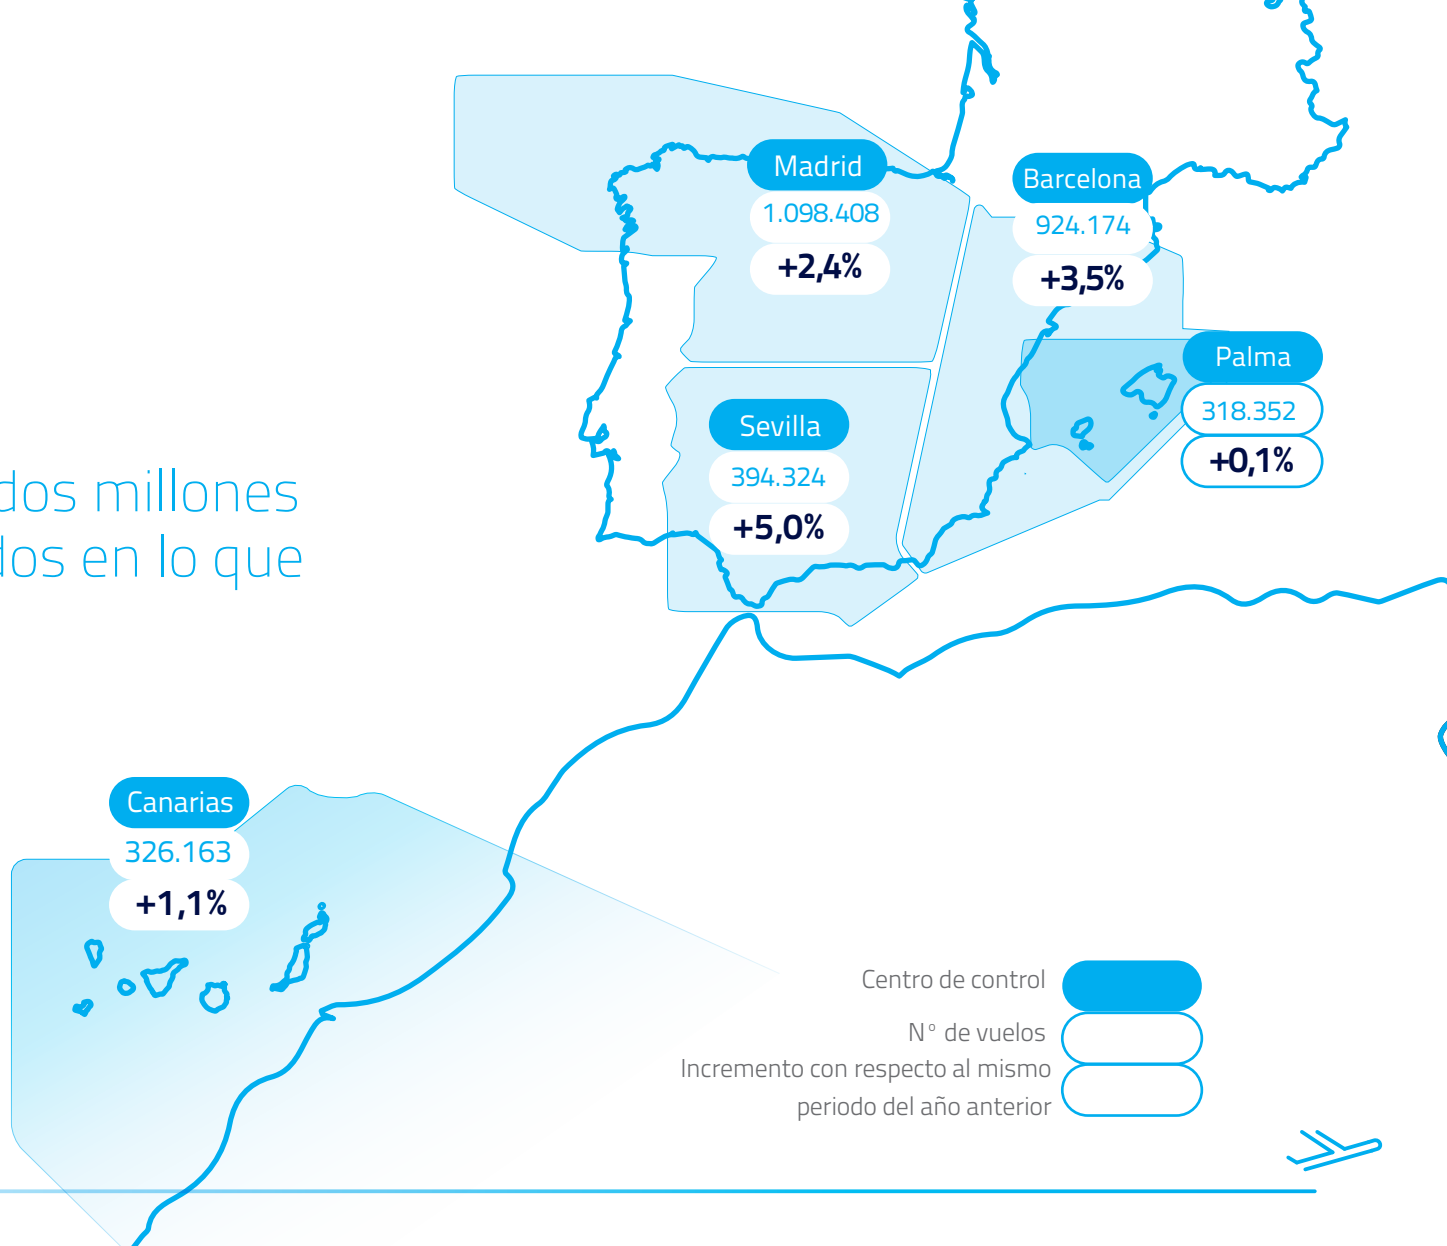 Madrid
1.098.408
+2,4%
Barcelona
924.174
+3,5%
Palma
318.352
+0,1%
Sevilla
394.324
+5,0%
dos millones
en lo que
Canarias
326.163
+1,1%
Centro de control
N° de vuelos
Incremento con respecto al mismo
periodo del año anterior